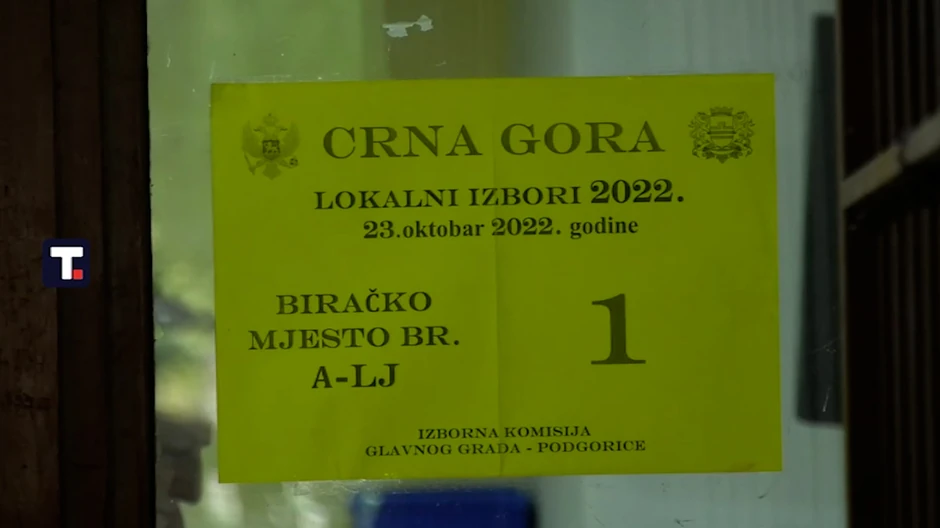 CRNA GORA
LOKALNI IZBORI 2022.
23.oktobar 2022. godine
BIRAČKO
MJESTO BR.
A-LJ
1
IZBORNA KOMISIJA
GLAVNOG GRADA - PODGORICE
T.